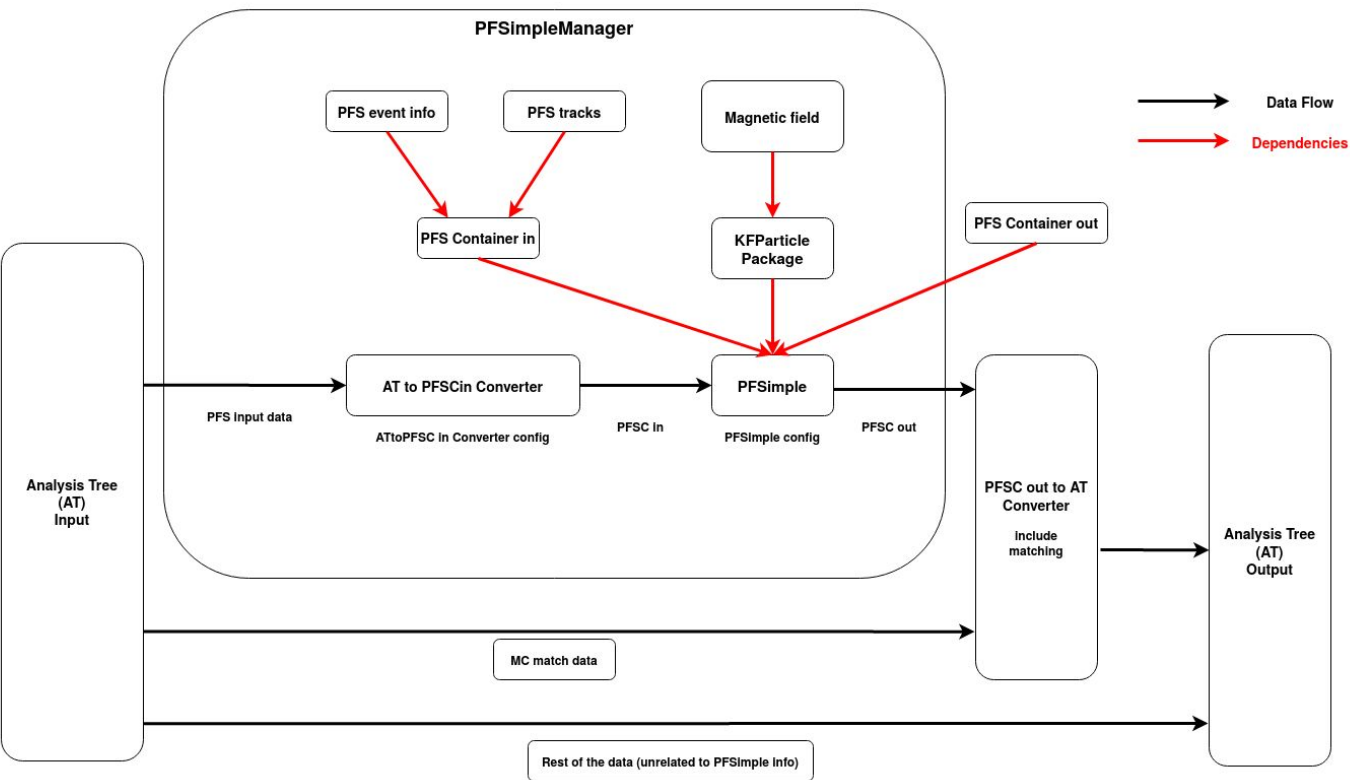 PFSimpleManager
PFS event info
PFS tracks
Magnetic field
Data Flow
Dependencies
PFS Container in
KFParticle
Package
PFS Container out
AT to PFSCin Converter
PFSimple
PFS input data
ATtoPFSC in Converter config
PFSC in
PFSimple config
PFSC out
Analysis Tree
(AT)
Input
PFSC out to AT
Converter
include
matching
Analysis Tree
(AT)
Output
MC match data
Rest of the data (unrelated to PFSimple info)